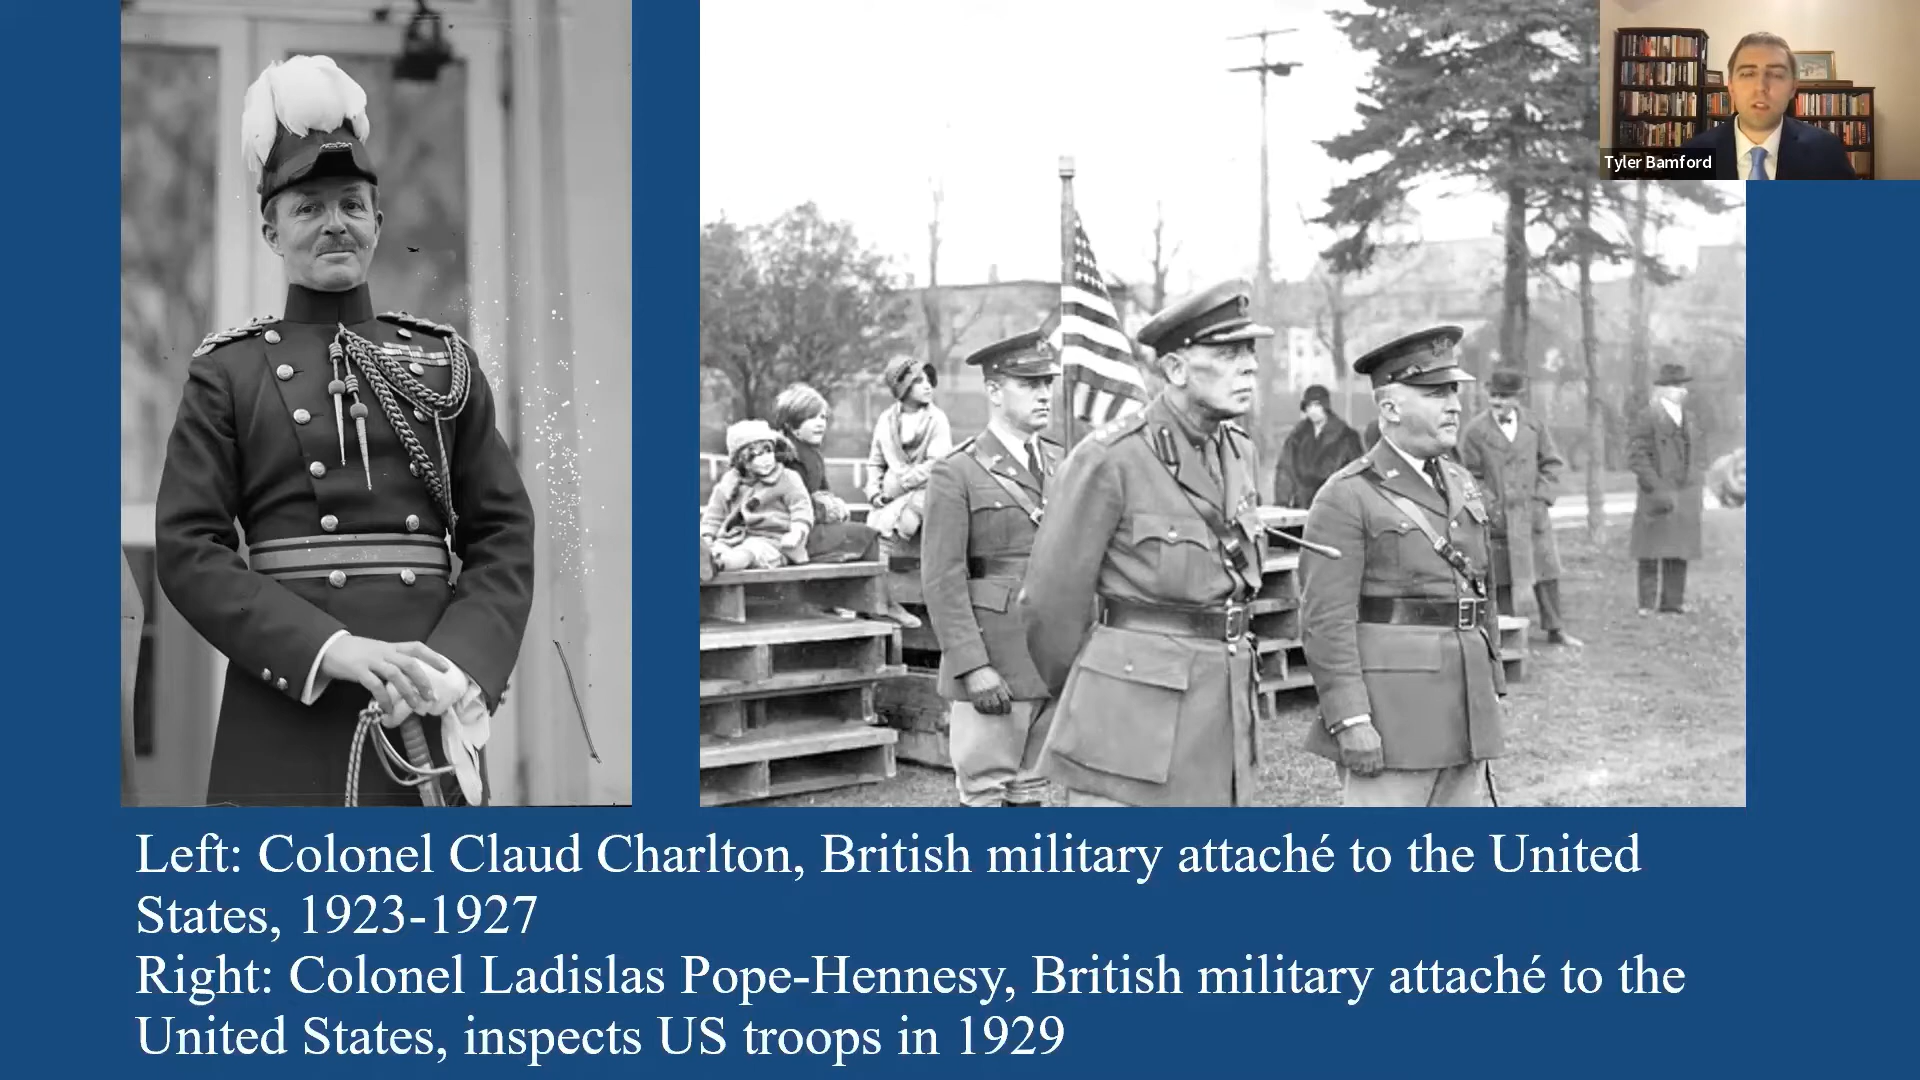 Tyler Bamford
Left: Colonel Claud Charlton, British military attaché to the United
States, 1923-1927
Right: Colonel Ladislas Pope-Hennesy, British military attaché to the
United States, inspects US troops in 1929